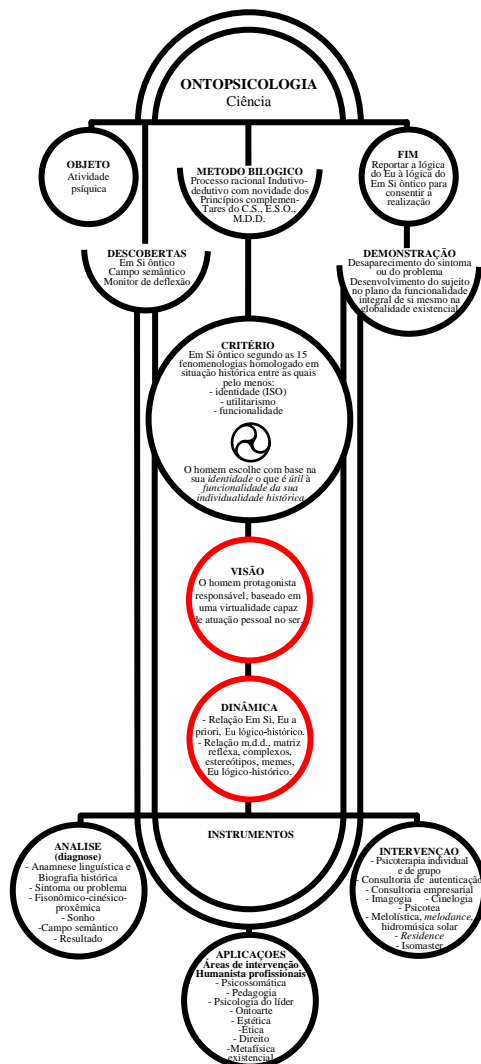 ONTOPSICOLOGIA
Ciência
OBJETO
Atividade
psíquica
METODO BILOGICO
Processo racional Indutivo-
dedutivo com novidade dos
Princípios complemen-
Tares do C.S., E.S.O.,
M.D.D.
FIM
Reportar a lógica
do Eu à lógica do
Em Si ôntico para
consentir a
realização
DESCOBERTAS
Em Si ôntico
Campo semântico
Monitor de deflexão
DEMONSTRAÇÃO
Desaparecimento do sintoma
ou do problema
Desenvolvimento do sujeito
no plano da funcionalidade
integral de si mesmo na
globalidade existencial
CRITÉRIO
Em Si ôntico segundo as 15
fenomenologias homologado em
situação histórica entre as quais
pelo menos:
- identidade (ISO)
- utilitarismo
- funcionalidade
O homem escolhe com base na
sua identidade o que é útil à
funcionalidade da sua
individualidade histórica
VISÃO
O homem protagonista
responsável, baseado em
uma virtualidade capaz
de atuação pessoal no ser.
DINÂMICA
- Relação Em Si, Eu a
priori, Eu lógico-histórico.
- Relação m.d.d., matriz
reflexa, complexos,
estereótipos, memes,
Eu lógico-histórico.
INSTRUMENTOS
ANALISE
(diagnose)
- Anamnese linguística e
Biografia histórica
- Sintoma ou problema
- Fisonômico-cinésico-
proxêmica
- Sonho
-Campo semântico
- Resultado
INTERVENÇAO
- Psicoterapia individual
e de grupo
- Consultoria de autenticação
- Consultoria empresarial
- Imagogia - Cinelogia
- Psicotea
- Melolística, melodance,
hidromúsica solar
- Residence
- Isomaster
APLICAÇOES
Áreas de intervenção
Humanista profissionais
- Psicossomática
- Pedagogia
- Psicologia do líder
- Ontoarte
- Estética
-Ética
- Direito
-Metafísica
existencial